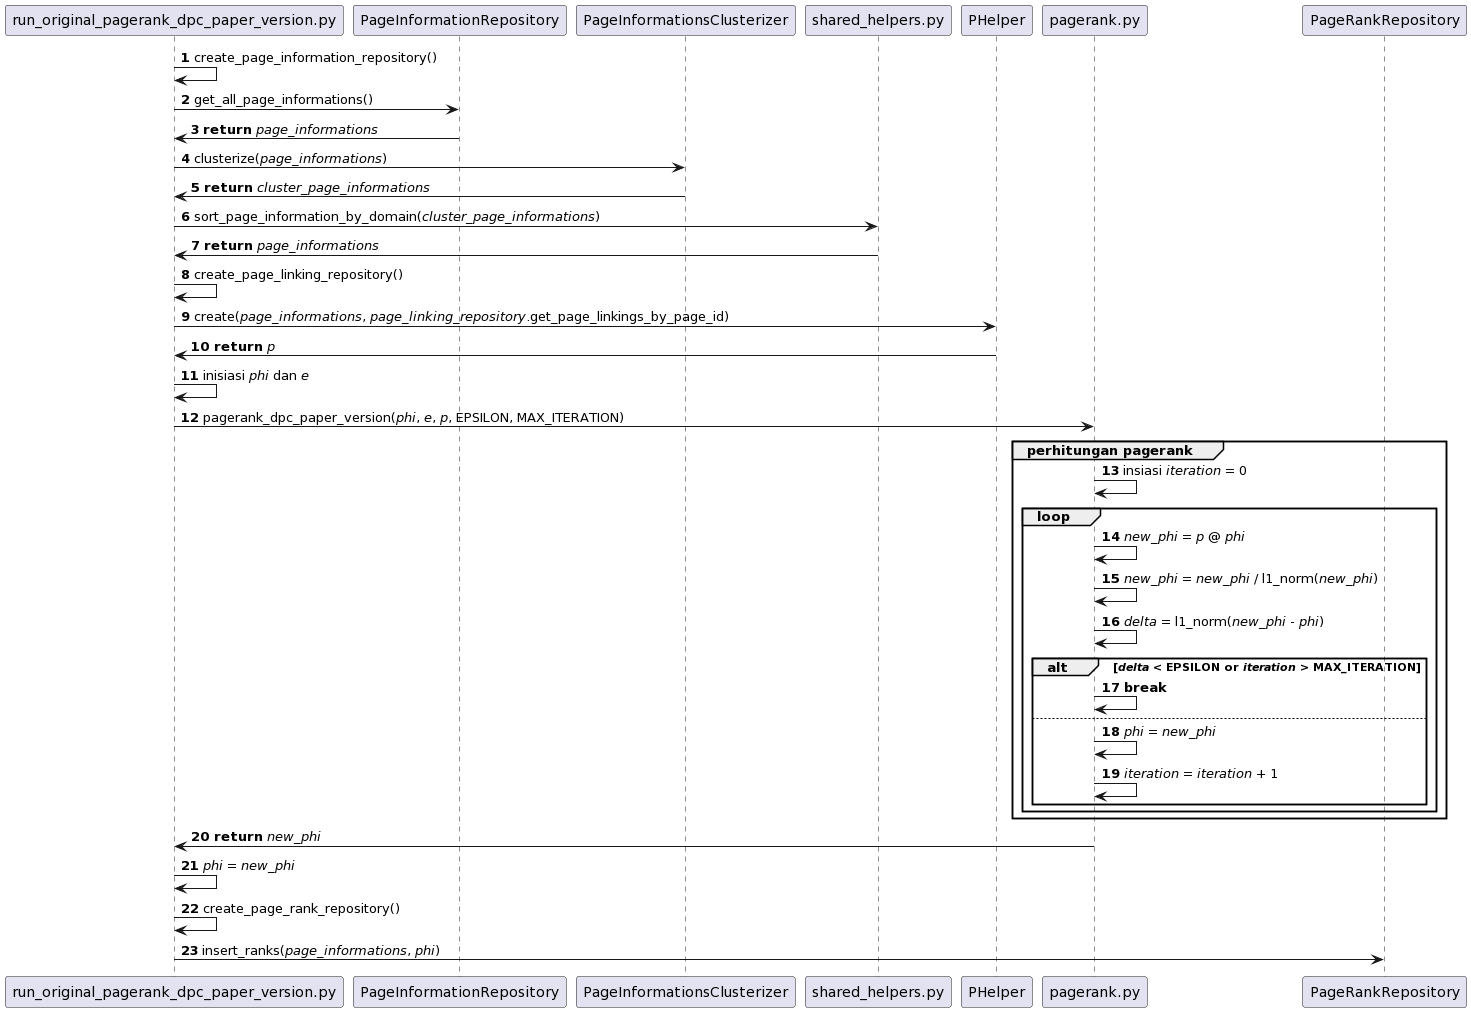 run_original_pagerank_dpc_paper_version.py PageInformationRepository PageInformationsClusterizer shared_helpers.py PHelper pagerank.py PageRankRepository
1 create_page_information_repository()
2 get_all_page_informations()
3 return page_informations
4 clusterize(page_informations)
5 return cluster_page_informations
6 sort_page_information_by_domain(cluster_page_informations)
7 return page_informations
8 create_page_linking_repository()
9 create(page_informations, page_linking_repository.get_page_linkings_by_page_id)
10 return p
11 inisiasi phi dan e
12 pagerank_dpc_paper_version(phi, e, p, EPSILON, MAX_ITERATION)
perhitungan pagerank
13 insiasi iteration = 0
loop
14 new_phi = p @ phi
15 new_phi = new_phi / l1_norm(new_phi)
16 delta = l1_norm(new_phi - phi)
alt [delta < EPSILON or iteration > MAX_ITERATION]
17 break
18 phi = new_phi
19 iteration = iteration + 1
20 return new_phi
21 phi = new_phi
22 create_page_rank_repository()
23 insert_ranks(page_informations, phi)
run_original_pagerank_dpc_paper_version.py PageInformationRepository PageInformationsClusterizer shared_helpers.py PHelper pagerank.py PageRankRepository